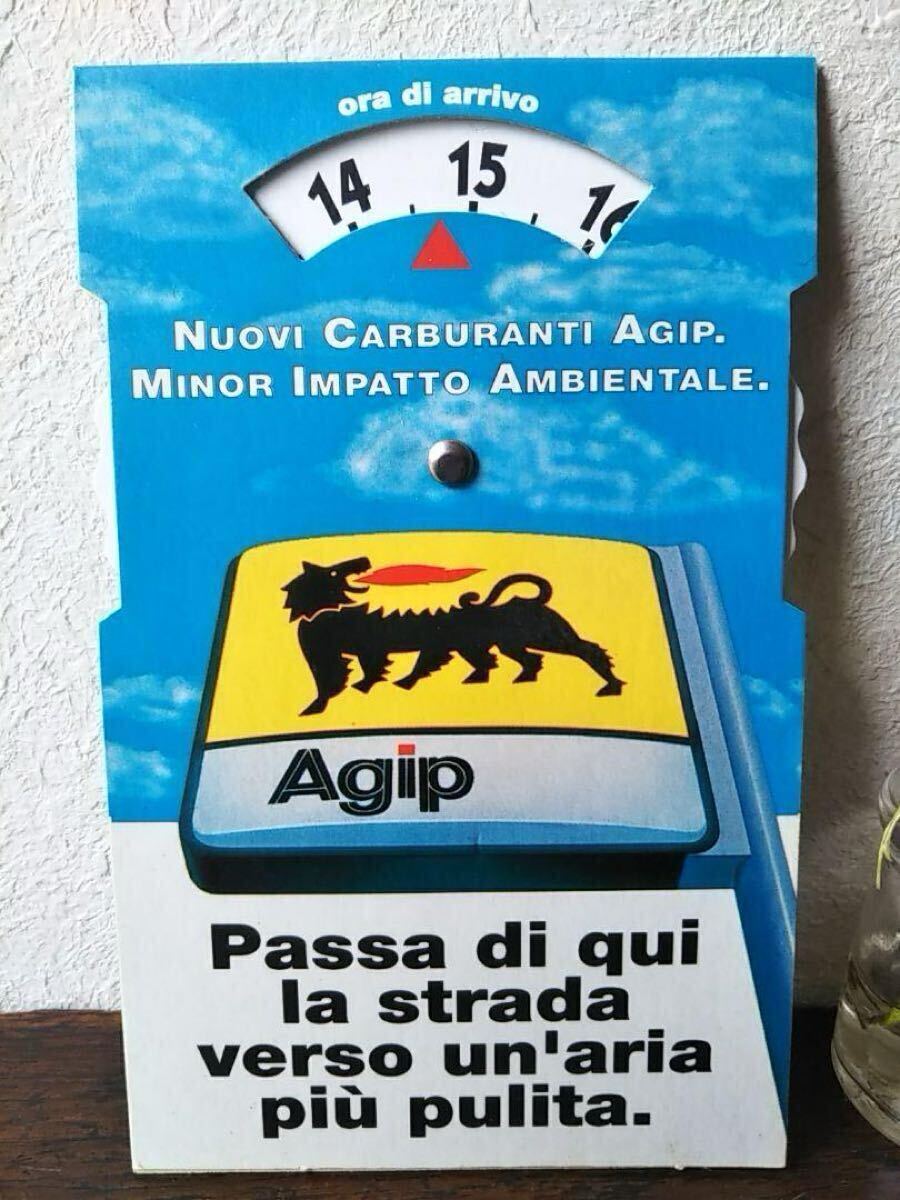 ora di arrivo
14 15 16
NUOVI CARBURANTI AGIP.
MINOR IMPATTO AMBIENTALE.
Agip
Passa di qui
la strada
verso un'aria
più pulita.